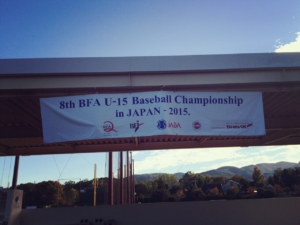 8th BFA U-15 Baseball Championship
in JAPAN - 2015.